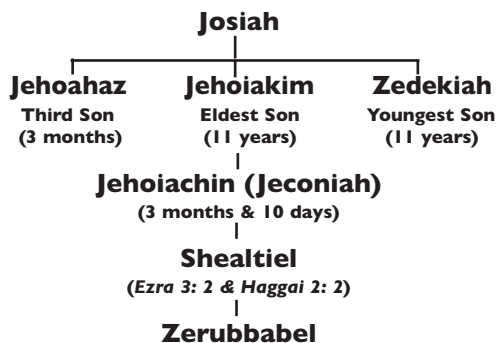 Josiah
Jehoahaz Jehoiakim Zedekiah
Third Son Eldest Son Youngest Son
(3 months) (11 years) (11 years)
Jehoiachin (Jeconiah)
(3 months & 10 days)
Shealtiel
(Ezra 3: 2 & Haggai 2: 2)
Zerubbabel